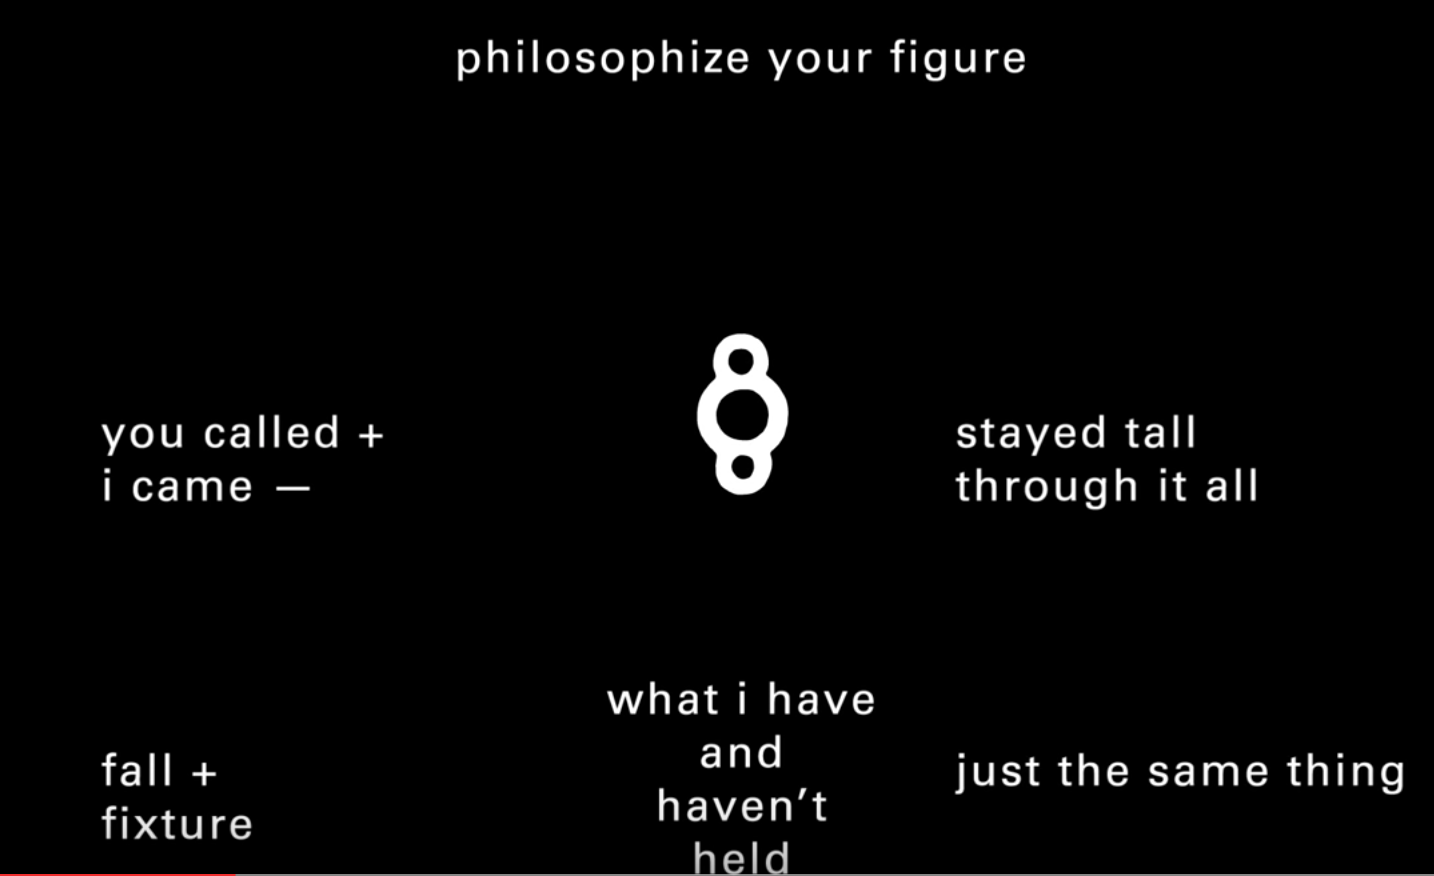 philosophize your figure
you called +
i came —
stayed tall
through it all
fall +
fixture
what i have
and
haven’t
held
just the same thing